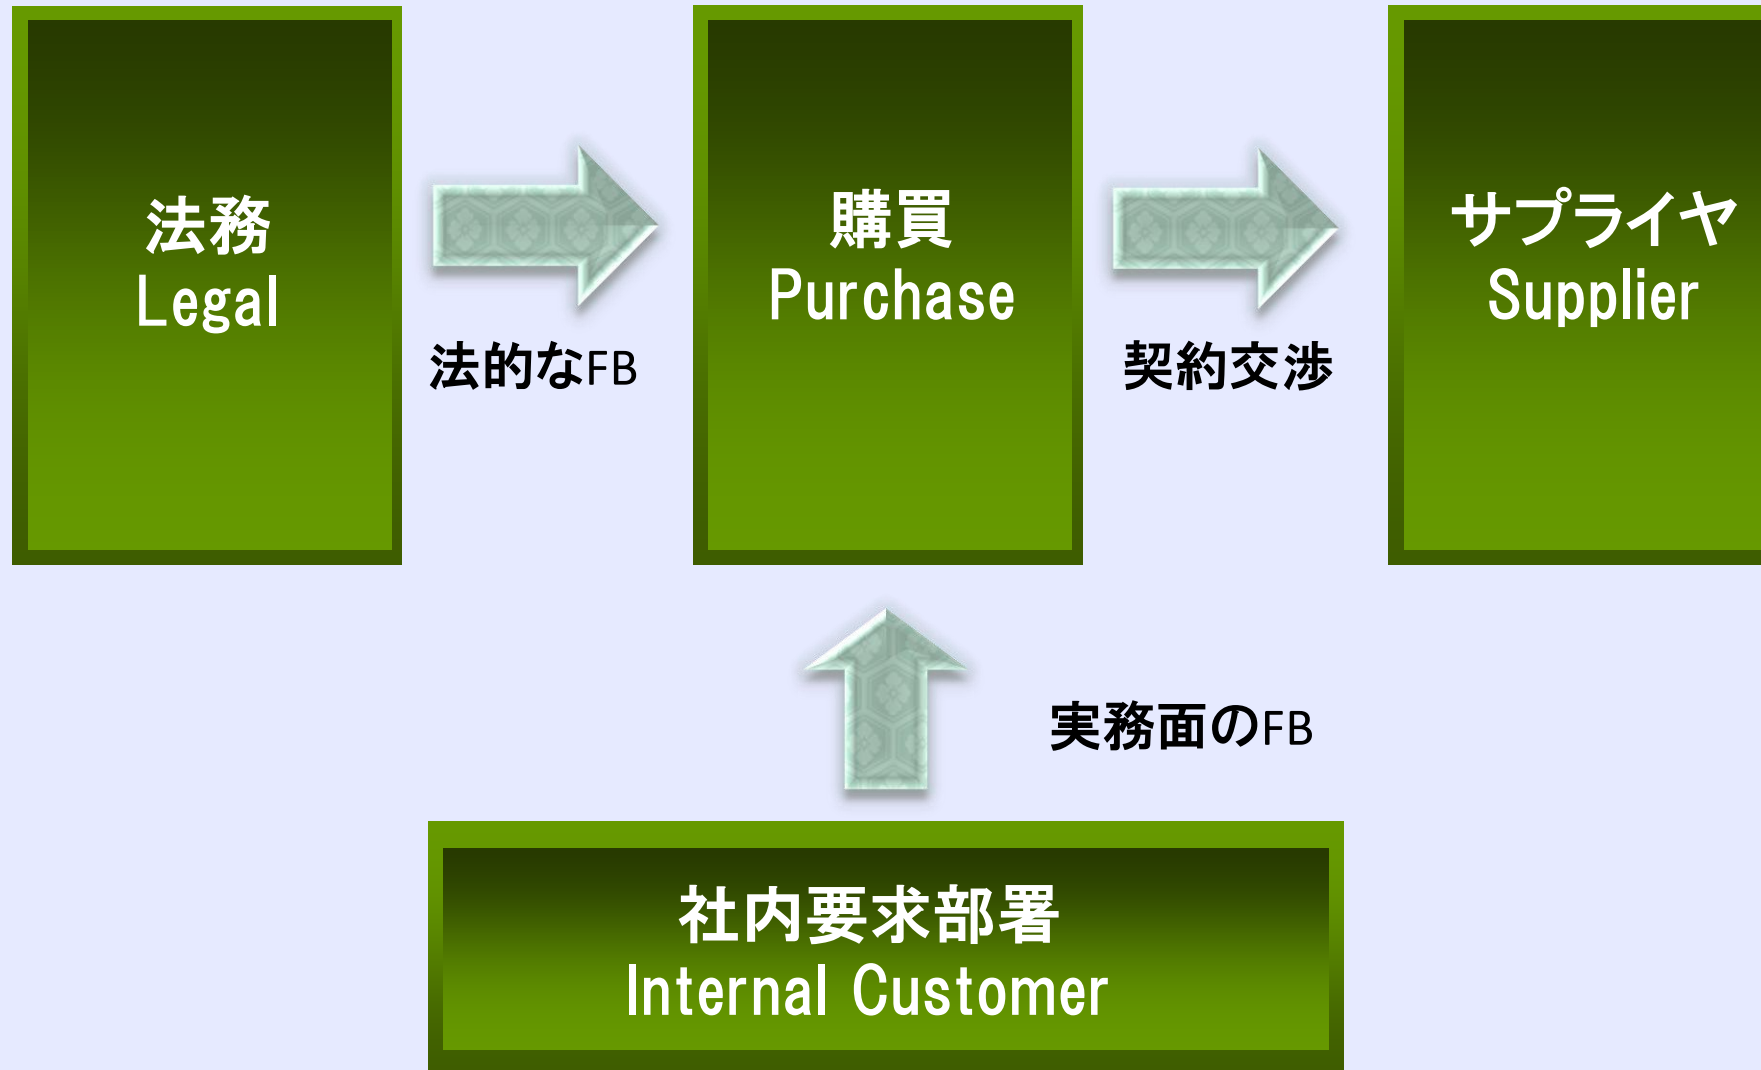 法務
Legal
法的なFB
購買
Purchase
契約交渉
サプライヤ
Supplier
実務面のFB
社内要求部署
Internal Customer